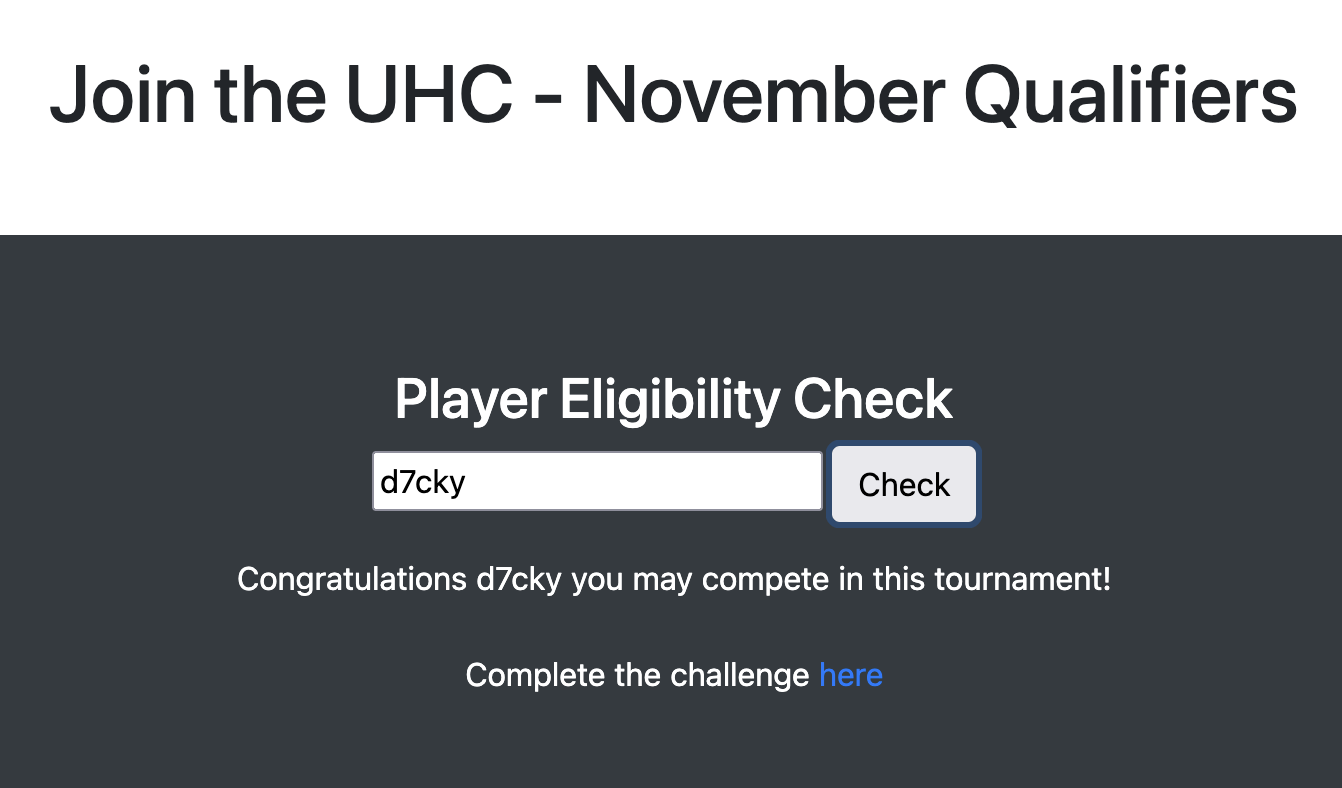 Join the UHC - November Qualifiers
Player Eligibility Check
d7cky Check
Congratulations d7cky you may compete in this tournament!
Complete the challenge here